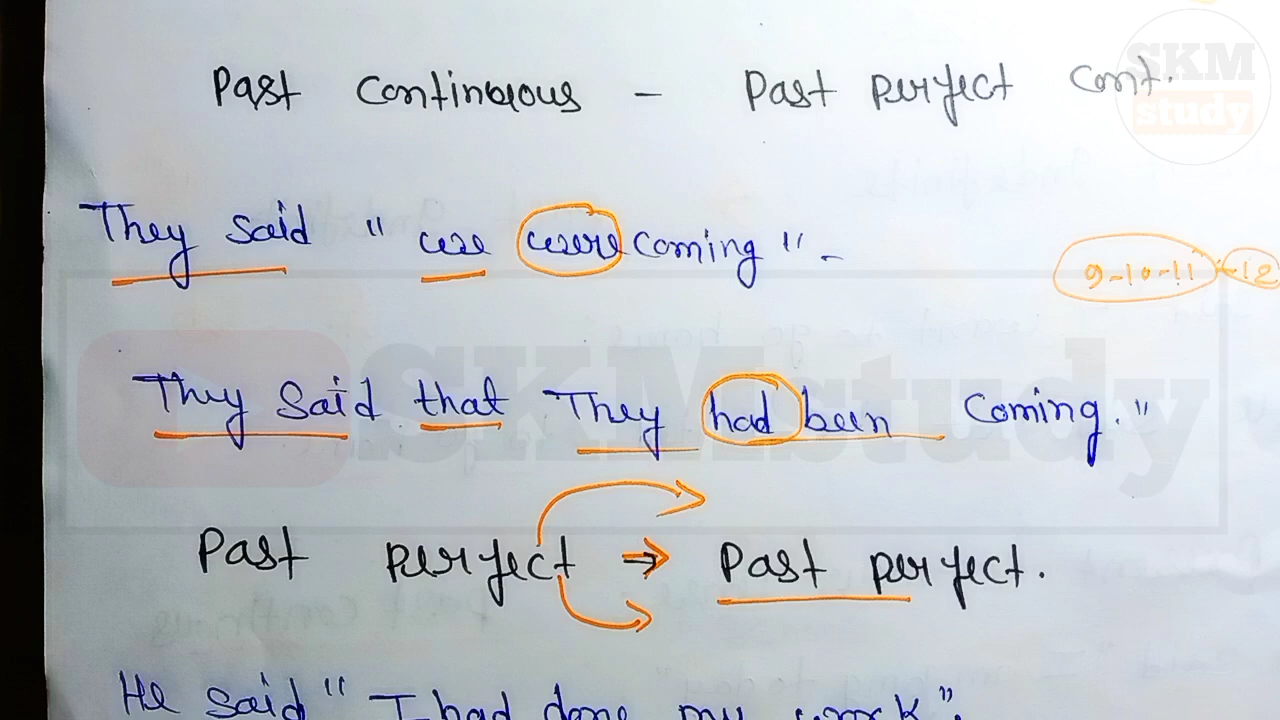 SKM
study
Past Continuous - Past perfect Cont.
They said " we were coming " -
9-10-11-12
SKMstudy
They said that They had been Coming."
Past perfect ⇒ Past perfect.
He said " I had done my work".